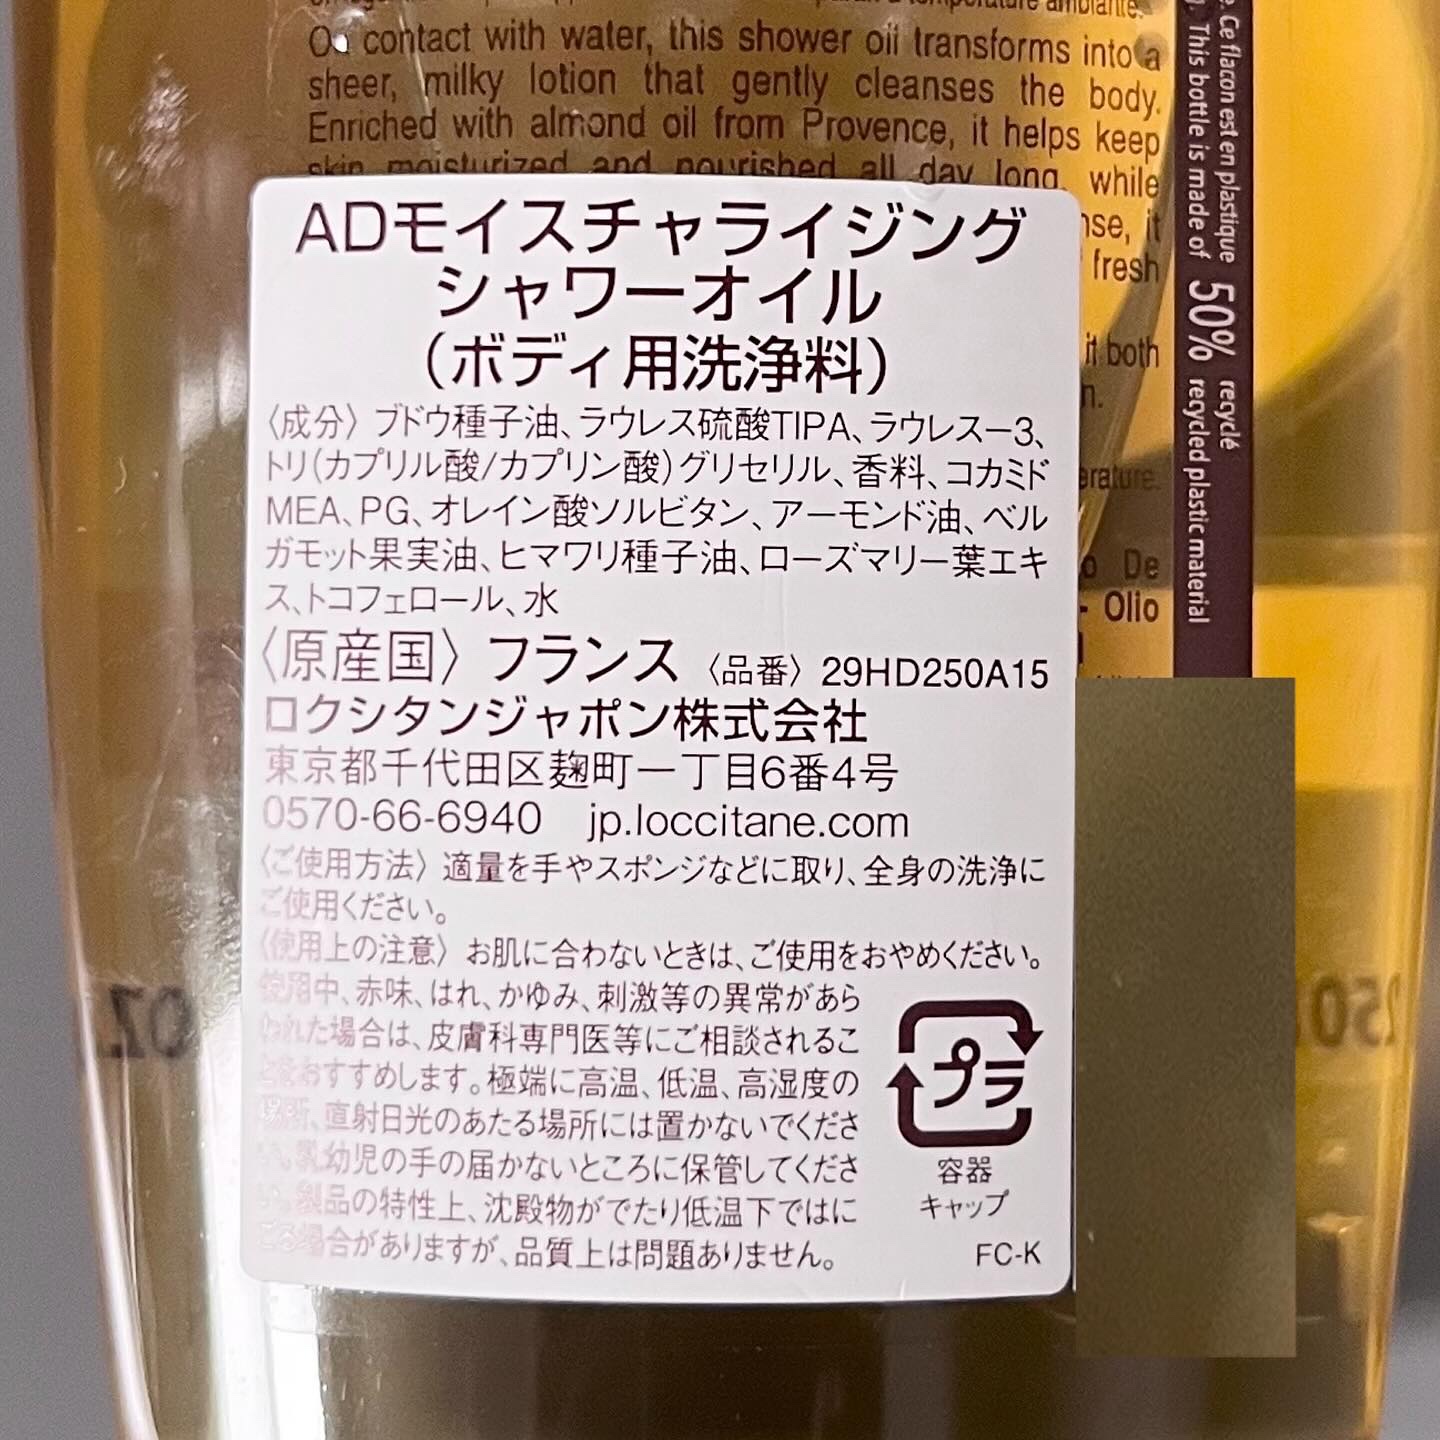 On contact with water, this shower oil transforms into a
sheer, milky lotion that gently cleanses the body.
Enriched with almond oil from Provence, it helps keep
skin moisturized and nourished all day long, while
it
fresh
it both
De
Olio
ADモイスチャライジング
シャワーオイル
（ボディ用洗浄料）
〈成分〉ブドウ種子油、ラウレス硫酸TIPA、ラウレス－3、
トリ（カプリル酸/カプリン酸）グリセリル、香料、コカミド
MEA、PG、オレイン酸ソルビタン、アーモンド油、ベル
ガモット果実油、ヒマワリ種子油、ローズマリー葉エキ
ス、トコフェロール、水
〈原産国〉フランス 〈品番〉29HD250A15
ロクシタンジャポン株式会社
東京都千代田区麹町一丁目6番4号
0570-66-6940 jp.loccitane.com
〈ご使用方法〉適量を手やスポンジなどに取り、全身の洗浄に
ご使用ください。
〈使用上の注意〉お肌に合わないときは、ご使用をおやめください。
使用中、赤味、はれ、かゆみ、刺激等の異常があら
われた場合は、皮膚科専門医等にご相談されるこ
とをおすすめします。極端に高温、低温、高湿度の
場所、直射日光のあたる場所には置かないでくださ
い。乳幼児の手の届かないところに保管してくださ
い。製品の特性上、沈殿物がでたり低温下ではに
ごる場合がありますが、品質上は問題ありません。
プラ
容器
キャップ
FC-K
Ce flacon est en plastique
This bottle is made of
50%
recyclé
recycled plastic material